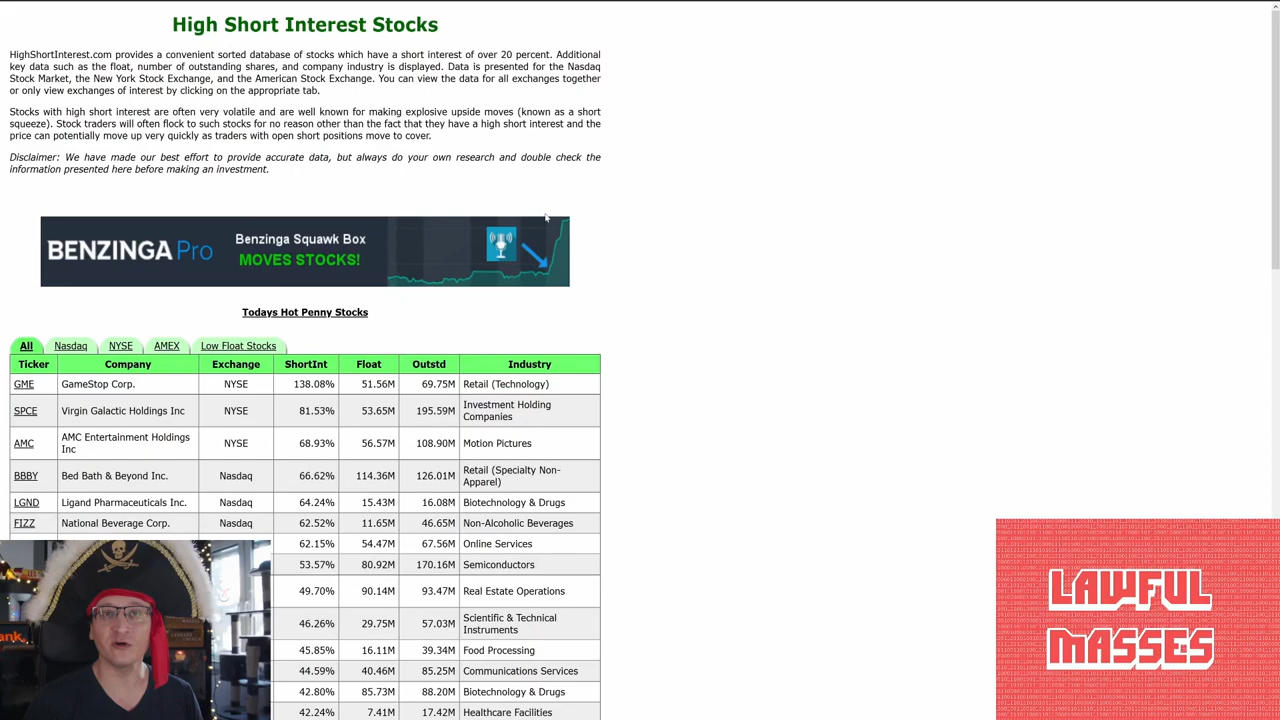 High Short Interest Stocks
HighShortInterest.com provides a convenient sorted database of stocks which have a short interest of over 20 percent. Additional
key data such as the float, number of outstanding shares, and company industry is displayed. Data is presented for the Nasdaq
Stock Market, the New York Stock Exchange, and the American Stock Exchange. You can view the data for all exchanges together
or only view exchanges of interest by clicking on the appropriate tab.
Stocks with high short interest are often very volatile and are well known for making explosive upside moves (known as a short
squeeze). Stock traders will often flock to such stocks for no reason other than the fact that they have a high short interest and the
price can potentially move up very quickly as traders with open short positions move to cover.
Disclaimer: We have made our best effort to provide accurate data, but always do your own research and double check the
information presented here before making an investment.
BENZINGA Pro
Benzinga Squawk Box
MOVES STOCKS!
Todays Hot Penny Stocks
All Nasdaq NYSE AMEX Low Float Stocks
Ticker Company Exchange ShortInt Float Outstd Industry
GME GameStop Corp. NYSE 138.08% 51.56M 69.75M Retail (Technology)
SPCE Virgin Galactic Holdings Inc NYSE 81.53% 53.65M 195.59M Investment Holding
Companies
AMC AMC Entertainment Holdings
Inc NYSE 68.93% 56.57M 108.90M Motion Pictures
BBBY Bed Bath & Beyond Inc. Nasdaq 66.62% 114.36M 126.01M Retail (Specialty Non-
Apparel)
LGND Ligand Pharmaceuticals Inc. Nasdaq 64.24% 15.43M 16.08M Biotechnology & Drugs
FIZZ National Beverage Corp. Nasdaq 62.52% 11.65M 46.65M Non-Alcoholic Beverages
62.15% 54.47M 67.56M Online Services
53.57% 80.92M 170.16M Semiconductors
49.70% 90.14M 93.47M Real Estate Operations
46.26% 29.75M 57.03M Scientific & Technical
Instruments
45.85% 16.11M 39.34M Food Processing
44.59% 40.46M 85.25M Communications Services
42.80% 85.73M 88.20M Biotechnology & Drugs
42.24% 7.41M 17.42M Healthcare Facilities
LAWFUL
MASSES